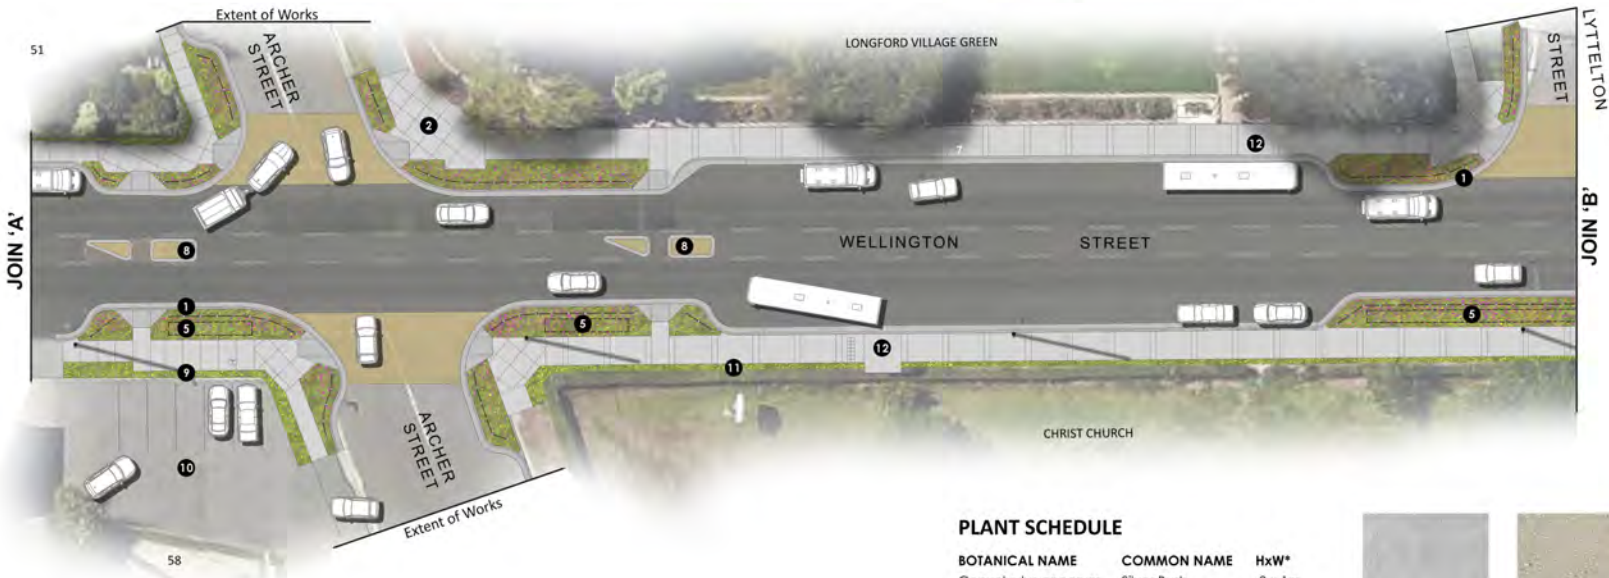 Extent of Works
51
ARCHER
STREET
LONGFORD VILLAGE GREEN
LYTTELTON
STREET
2
7
12
1
JOIN 'A'
8
8
WELLINGTON STREET
JOIN 'B'
1
5
5
5
9
11
12
10
ARCHER
STREET
CHRIST CHURCH
Extent of Works
58
PLANT SCHEDULE
BOTANICAL NAME COMMON NAME HxW*